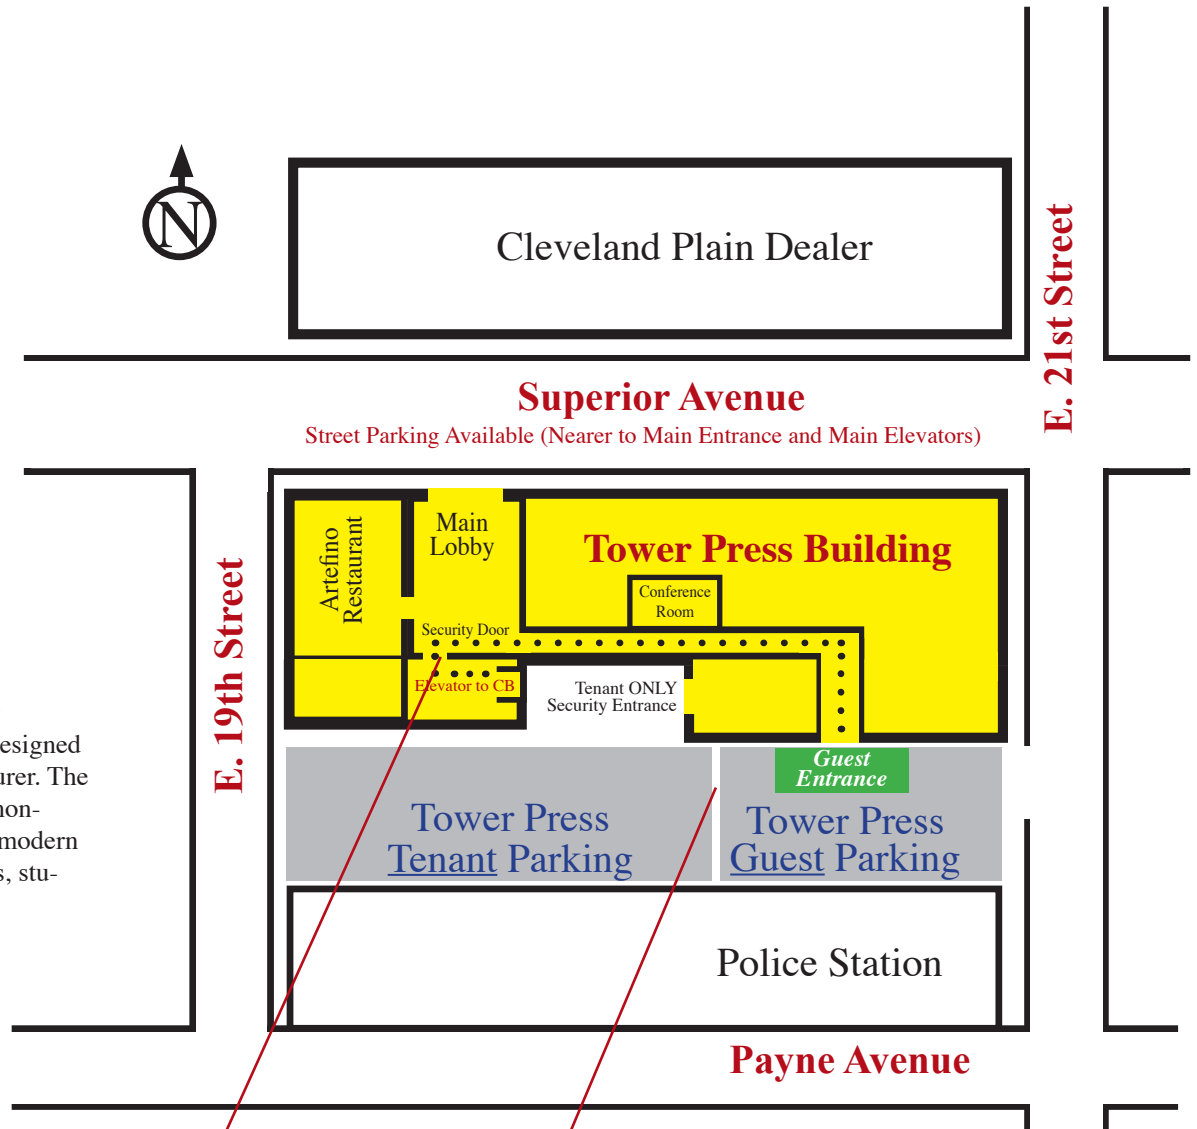 N
Cleveland Plain Dealer
E. 21st Street
Superior Avenue
Street Parking Available (Nearer to Main Entrance and Main Elevators)
Artefino
Restaurant
Main
Lobby
Tower Press Building
Conference
Room
Security Door
Elevator to CB
Tenant ONLY
Security Entrance
E. 19th Street
Guest
Entrance
Tower Press
Tenant Parking
Tower Press
Guest Parking
esigned
urer. The
non-
modern
s, stu-
Police Station
Payne Avenue